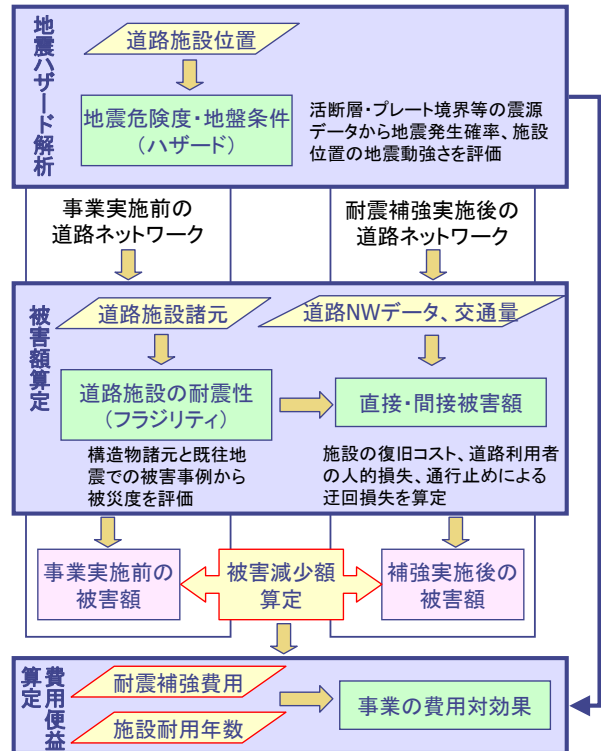 地震ハザード解析
道路施設位置
地震危険度・地盤条件
（ハザード）
活断層・プレート境界等の震源
データから地震発生確率、施設
位置の地震動強さを評価
事業実施前の
道路ネットワーク
耐震補強実施後の
道路ネットワーク
被害額算定
道路施設諸元
道路NWデータ、交通量
道路施設の耐震性
（フラジリティ）
直接・間接被害額
構造物諸元と既往地
震での被害事例から
被災度を評価
施設の復旧コスト、道路利用者
の人的損失、通行止めによる
迂回損失を算定
事業実施前の
被害額
被害減少額
算定
補強実施後の
被害額
費用便益
算定
耐震補強費用
施設耐用年数
事業の費用対効果